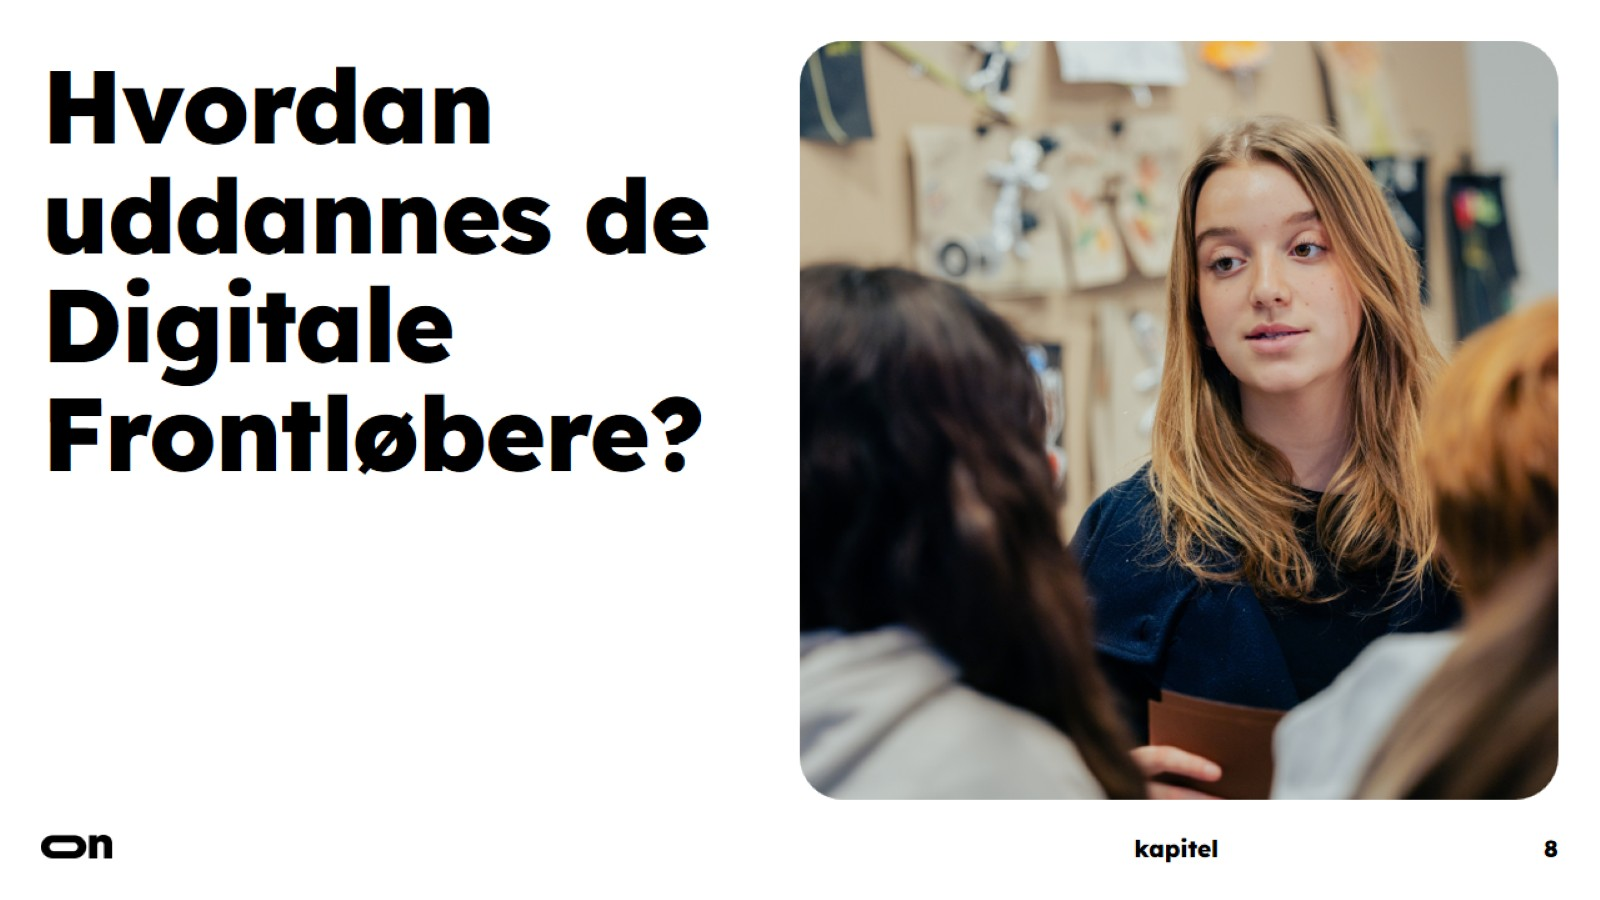 Hvordan
uddannes de
Digitale
Frontløbere?
on
kapitel
8